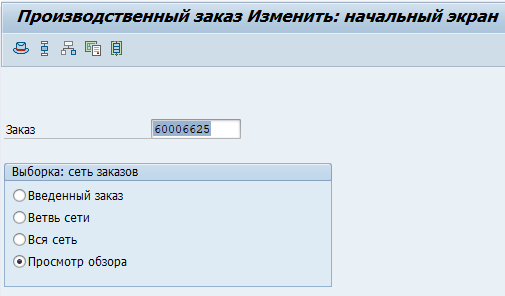 Производственный заказ Изменить: начальный экран
Заказ 60006625
Выборка: сеть заказов
Введенный заказ
Ветвь сети
Вся сеть
Просмотр обзора